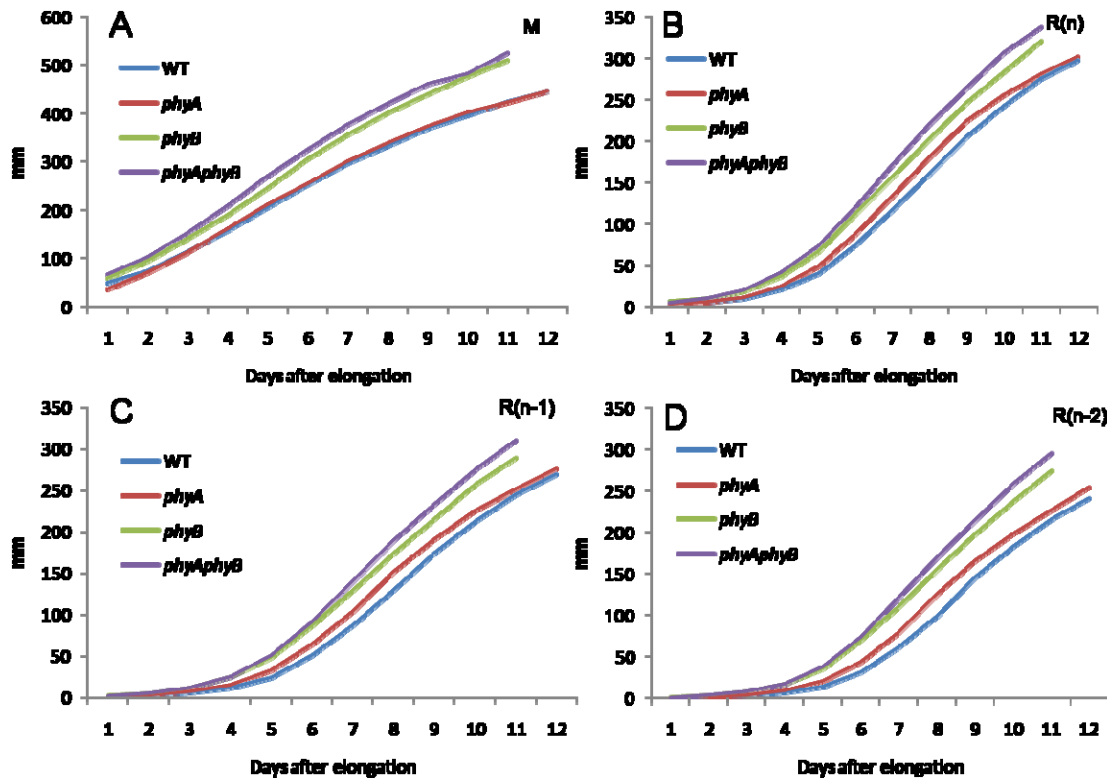 A
M
600
500
400
300
200
100
0
mm
WT
phyA
phyB
phyAphyB
1 2 3 4 5 6 7 8 9 10 11 12
Days after elongation
B
R(n)
350
300
250
200
150
100
50
0
mm
WT
phyA
phyB
phyAphyB
1 2 3 4 5 6 7 8 9 10 11 12
Days after elongation
C
R(n-1)
350
300
250
200
150
100
50
0
mm
WT
phyA
phyB
phyAphyB
1 2 3 4 5 6 7 8 9 10 11 12
Days after elongation
D
R(n-2)
350
300
250
200
150
100
50
0
mm
WT
phyA
phyB
phyAphyB
1 2 3 4 5 6 7 8 9 10 11 12
Days after elongation